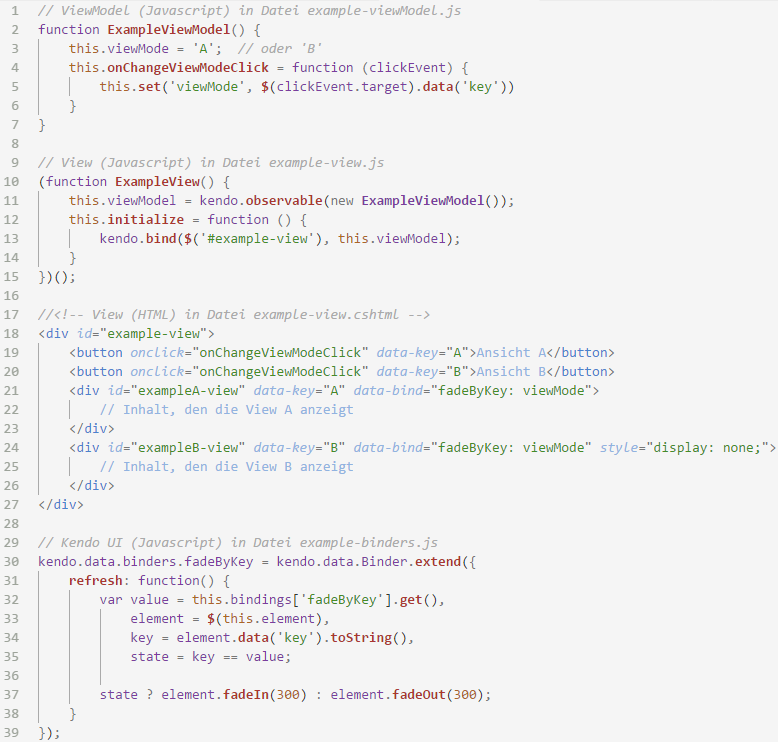 1 // ViewModel (Javascript) in Datei example-viewModel.js
2 function ExampleViewModel() {
3     this.viewMode = 'A';  // oder 'B'
4     this.onChangeViewModeClick = function (clickEvent) {
5         this.set('viewMode', $(clickEvent.target).data('key'))
6     }
7 }
8
9 // View (Javascript) in Datei example-view.js
10 (function ExampleView() {
11     this.viewModel = kendo.observable(new ExampleViewModel());
12     this.initialize = function () {
13         kendo.bind($('#example-view'), this.viewModel);
14     }
15 })();
16
17 //<!-- View (HTML) in Datei example-view.cshtml -->
18 <div id="example-view">
19     <button onclick="onChangeViewModeClick" data-key="A">Ansicht A</button>
20     <button onclick="onChangeViewModeClick" data-key="B">Ansicht B</button>
21     <div id="exampleA-view" data-key="A" data-bind="fadeByKey: viewMode">
22         // Inhalt, den die View A anzeigt
23     </div>
24     <div id="exampleB-view" data-key="B" data-bind="fadeByKey: viewMode" style="display: none;">
25         // Inhalt, den die View B anzeigt
26     </div>
27 </div>
28
29 // Kendo UI (Javascript) in Datei example-binders.js
30 kendo.data.binders.fadeByKey = kendo.data.Binder.extend({
31     refresh: function() {
32         var value = this.bindings['fadeByKey'].get(),
33             element = $(this.element),
34             key = element.data('key').toString(),
35             state = key == value;
36
37         state ? element.fadeIn(300) : element.fadeOut(300);
38     }
39 });